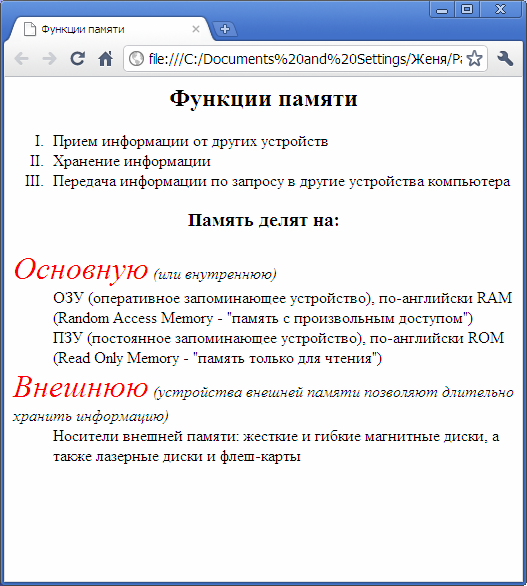 Функции памяти
file:///C:/Documents%20and%20Settings/Женя/Ра
Функции памяти
I. Прием информации от других устройств
II. Хранение информации
III. Передача информации по запросу в другие устройства компьютера
Память делят на:
Основную (или внутреннюю)
ОЗУ (оперативное запоминающее устройство), по-английски RAM
(Random Access Memory - "память с произвольным доступом")
ПЗУ (постоянное запоминающее устройство), по-английски ROM
(Read Only Memory - "память только для чтения")
Внешнюю (устройства внешней памяти позволяют длительно
хранить информацию)
Носители внешней памяти: жесткие и гибкие магнитные диски, а
также лазерные диски и флеш-карты